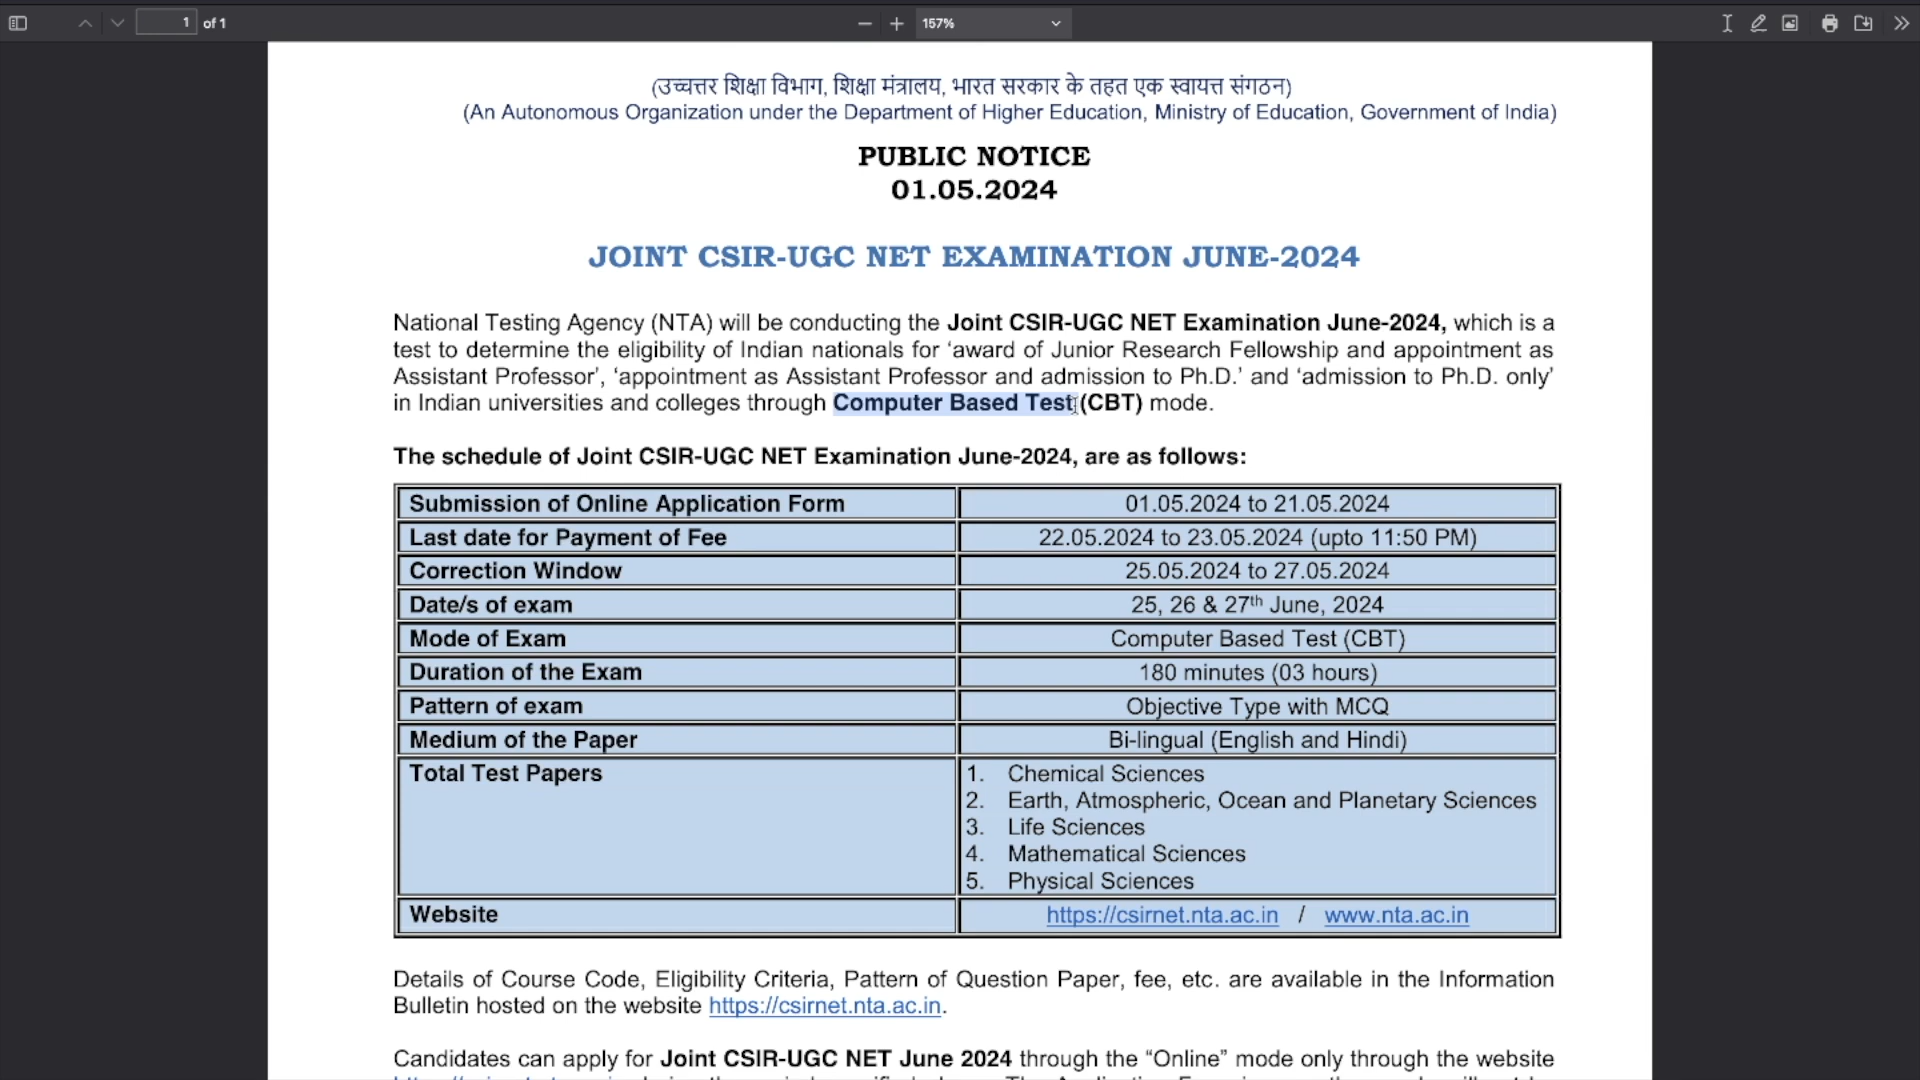 1 of 1
157%
(उच्चत्तर शिक्षा विभाग, शिक्षा मंत्रालय, भारत सरकार के तहत एक स्वायत्त संगठन)
(An Autonomous Organization under the Department of Higher Education, Ministry of Education, Government of India)
PUBLIC NOTICE
01.05.2024
JOINT CSIR-UGC NET EXAMINATION JUNE-2024
National Testing Agency (NTA) will be conducting the Joint CSIR-UGC NET Examination June-2024, which is a
test to determine the eligibility of Indian nationals for ‘award of Junior Research Fellowship and appointment as
Assistant Professor’, ‘appointment as Assistant Professor and admission to Ph.D.’ and ‘admission to Ph.D. only’
in Indian universities and colleges through Computer Based Test (CBT) mode.
The schedule of Joint CSIR-UGC NET Examination June-2024, are as follows:
Submission of Online Application Form 01.05.2024 to 21.05.2024
Last date for Payment of Fee 22.05.2024 to 23.05.2024 (upto 11:50 PM)
Correction Window 25.05.2024 to 27.05.2024
Date/s of exam 25, 26 & 27th June, 2024
Mode of Exam Computer Based Test (CBT)
Duration of the Exam 180 minutes (03 hours)
Pattern of exam Objective Type with MCQ
Medium of the Paper Bi-lingual (English and Hindi)
Total Test Papers 1. Chemical Sciences
2. Earth, Atmospheric, Ocean and Planetary Sciences
3. Life Sciences
4. Mathematical Sciences
5. Physical Sciences
Website https://csirnet.nta.ac.in / www.nta.ac.in
Details of Course Code, Eligibility Criteria, Pattern of Question Paper, fee, etc. are available in the Information
Bulletin hosted on the website https://csirnet.nta.ac.in.
Candidates can apply for Joint CSIR-UGC NET June 2024 through the “Online” mode only through the website